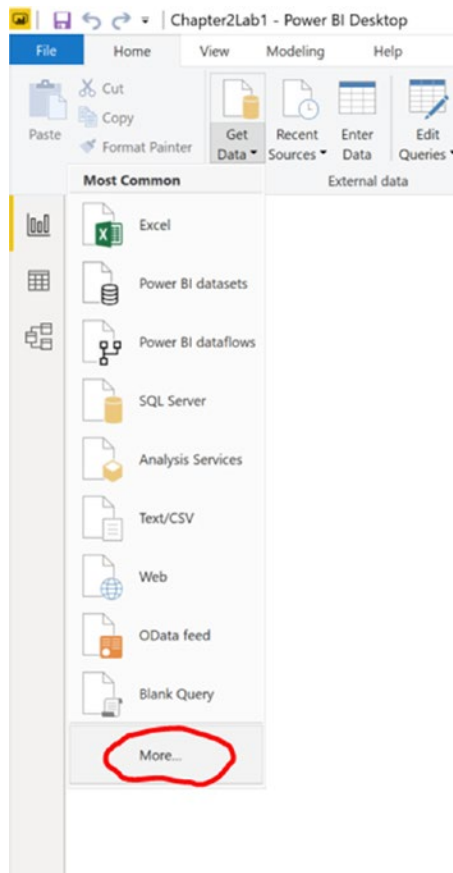 Chapter2Lab1 - Power BI Desktop
File Home View Modeling Help
Paste
Cut
Copy
Format Painter
Get Data
Recent Sources
Enter Data
Edit Queries
External data
Most Common
Excel
Power BI datasets
Power BI dataflows
SQL Server
Analysis Services
Text/CSV
Web
OData feed
Blank Query
More...